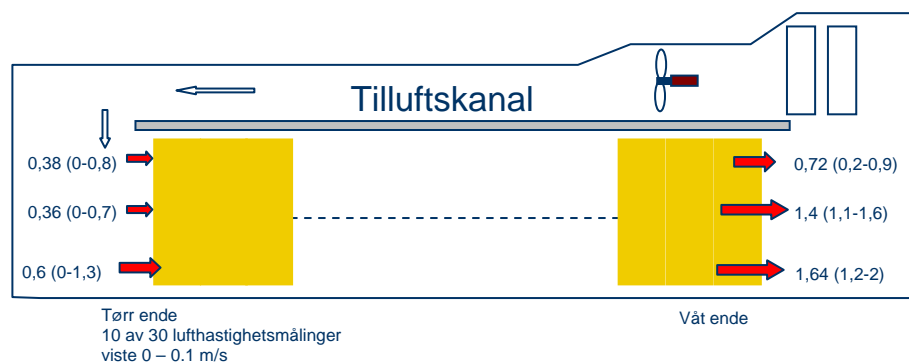 Tilluftskanal
0,38 (0-0,8)
0,72 (0,2-0,9)
0,36 (0-0,7)
1,4 (1,1-1,6)
0,6 (0-1,3)
1,64 (1,2-2)
Tørr ende
10 av 30 lufthastighetsmålinger
viste 0 – 0,1 m/s
Våt ende